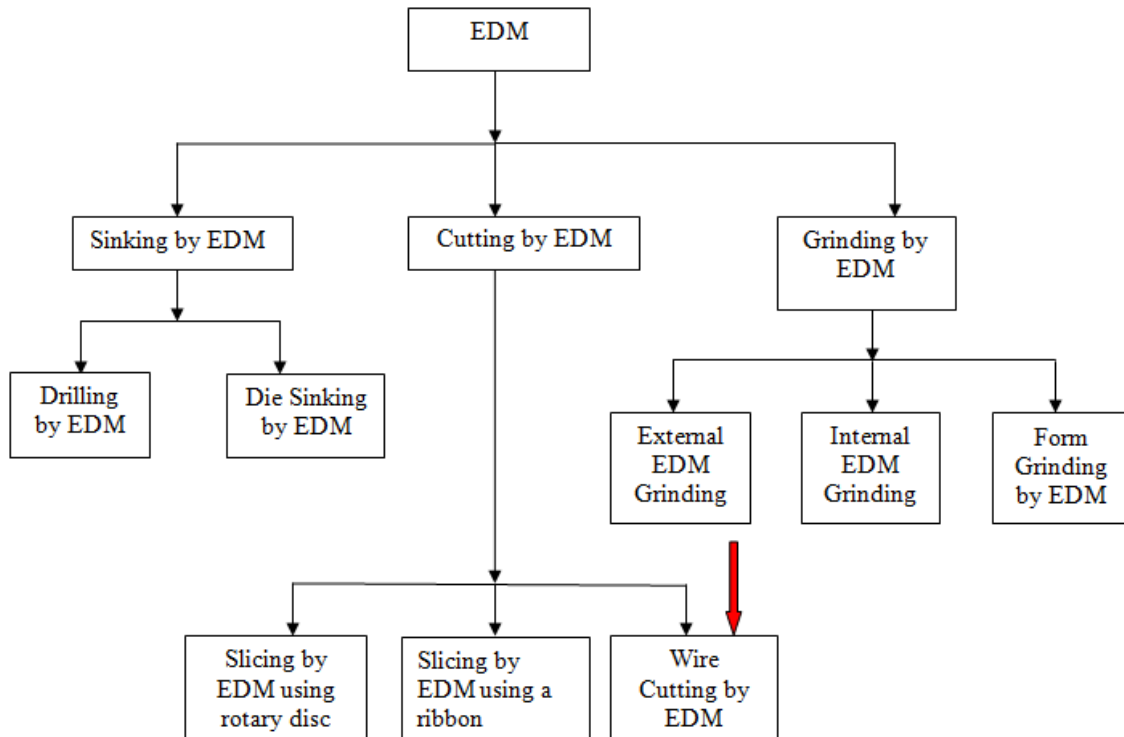 EDM
Sinking by EDM
Cutting by EDM
Grinding by
EDM
Drilling
by EDM
Die Sinking
by EDM
External
EDM
Grinding
Internal
EDM
Grinding
Form
Grinding
by EDM
Slicing by
EDM using
rotary disc
Slicing by
EDM using a
ribbon
Wire
Cutting by
EDM